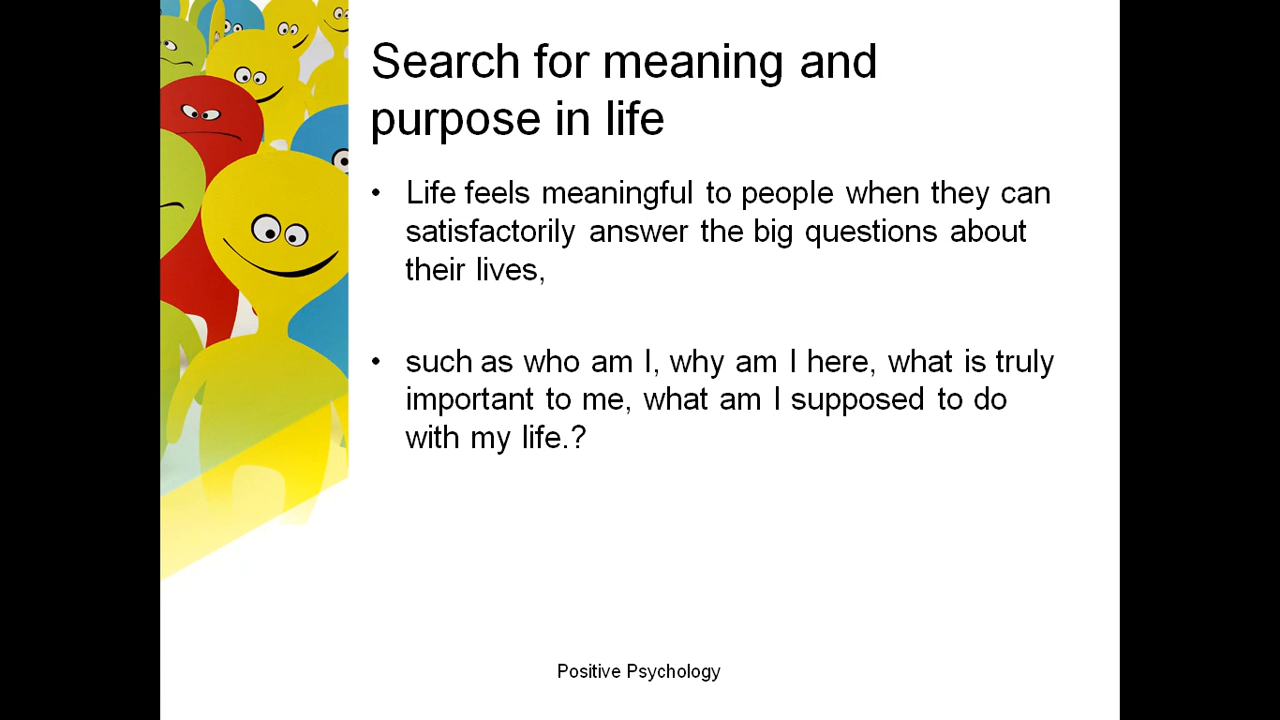 Search for meaning and
purpose in life
• Life feels meaningful to people when they can
satisfactorily answer the big questions about
their lives,
• such as who am I, why am I here, what is truly
important to me, what am I supposed to do
with my life.?
Positive Psychology